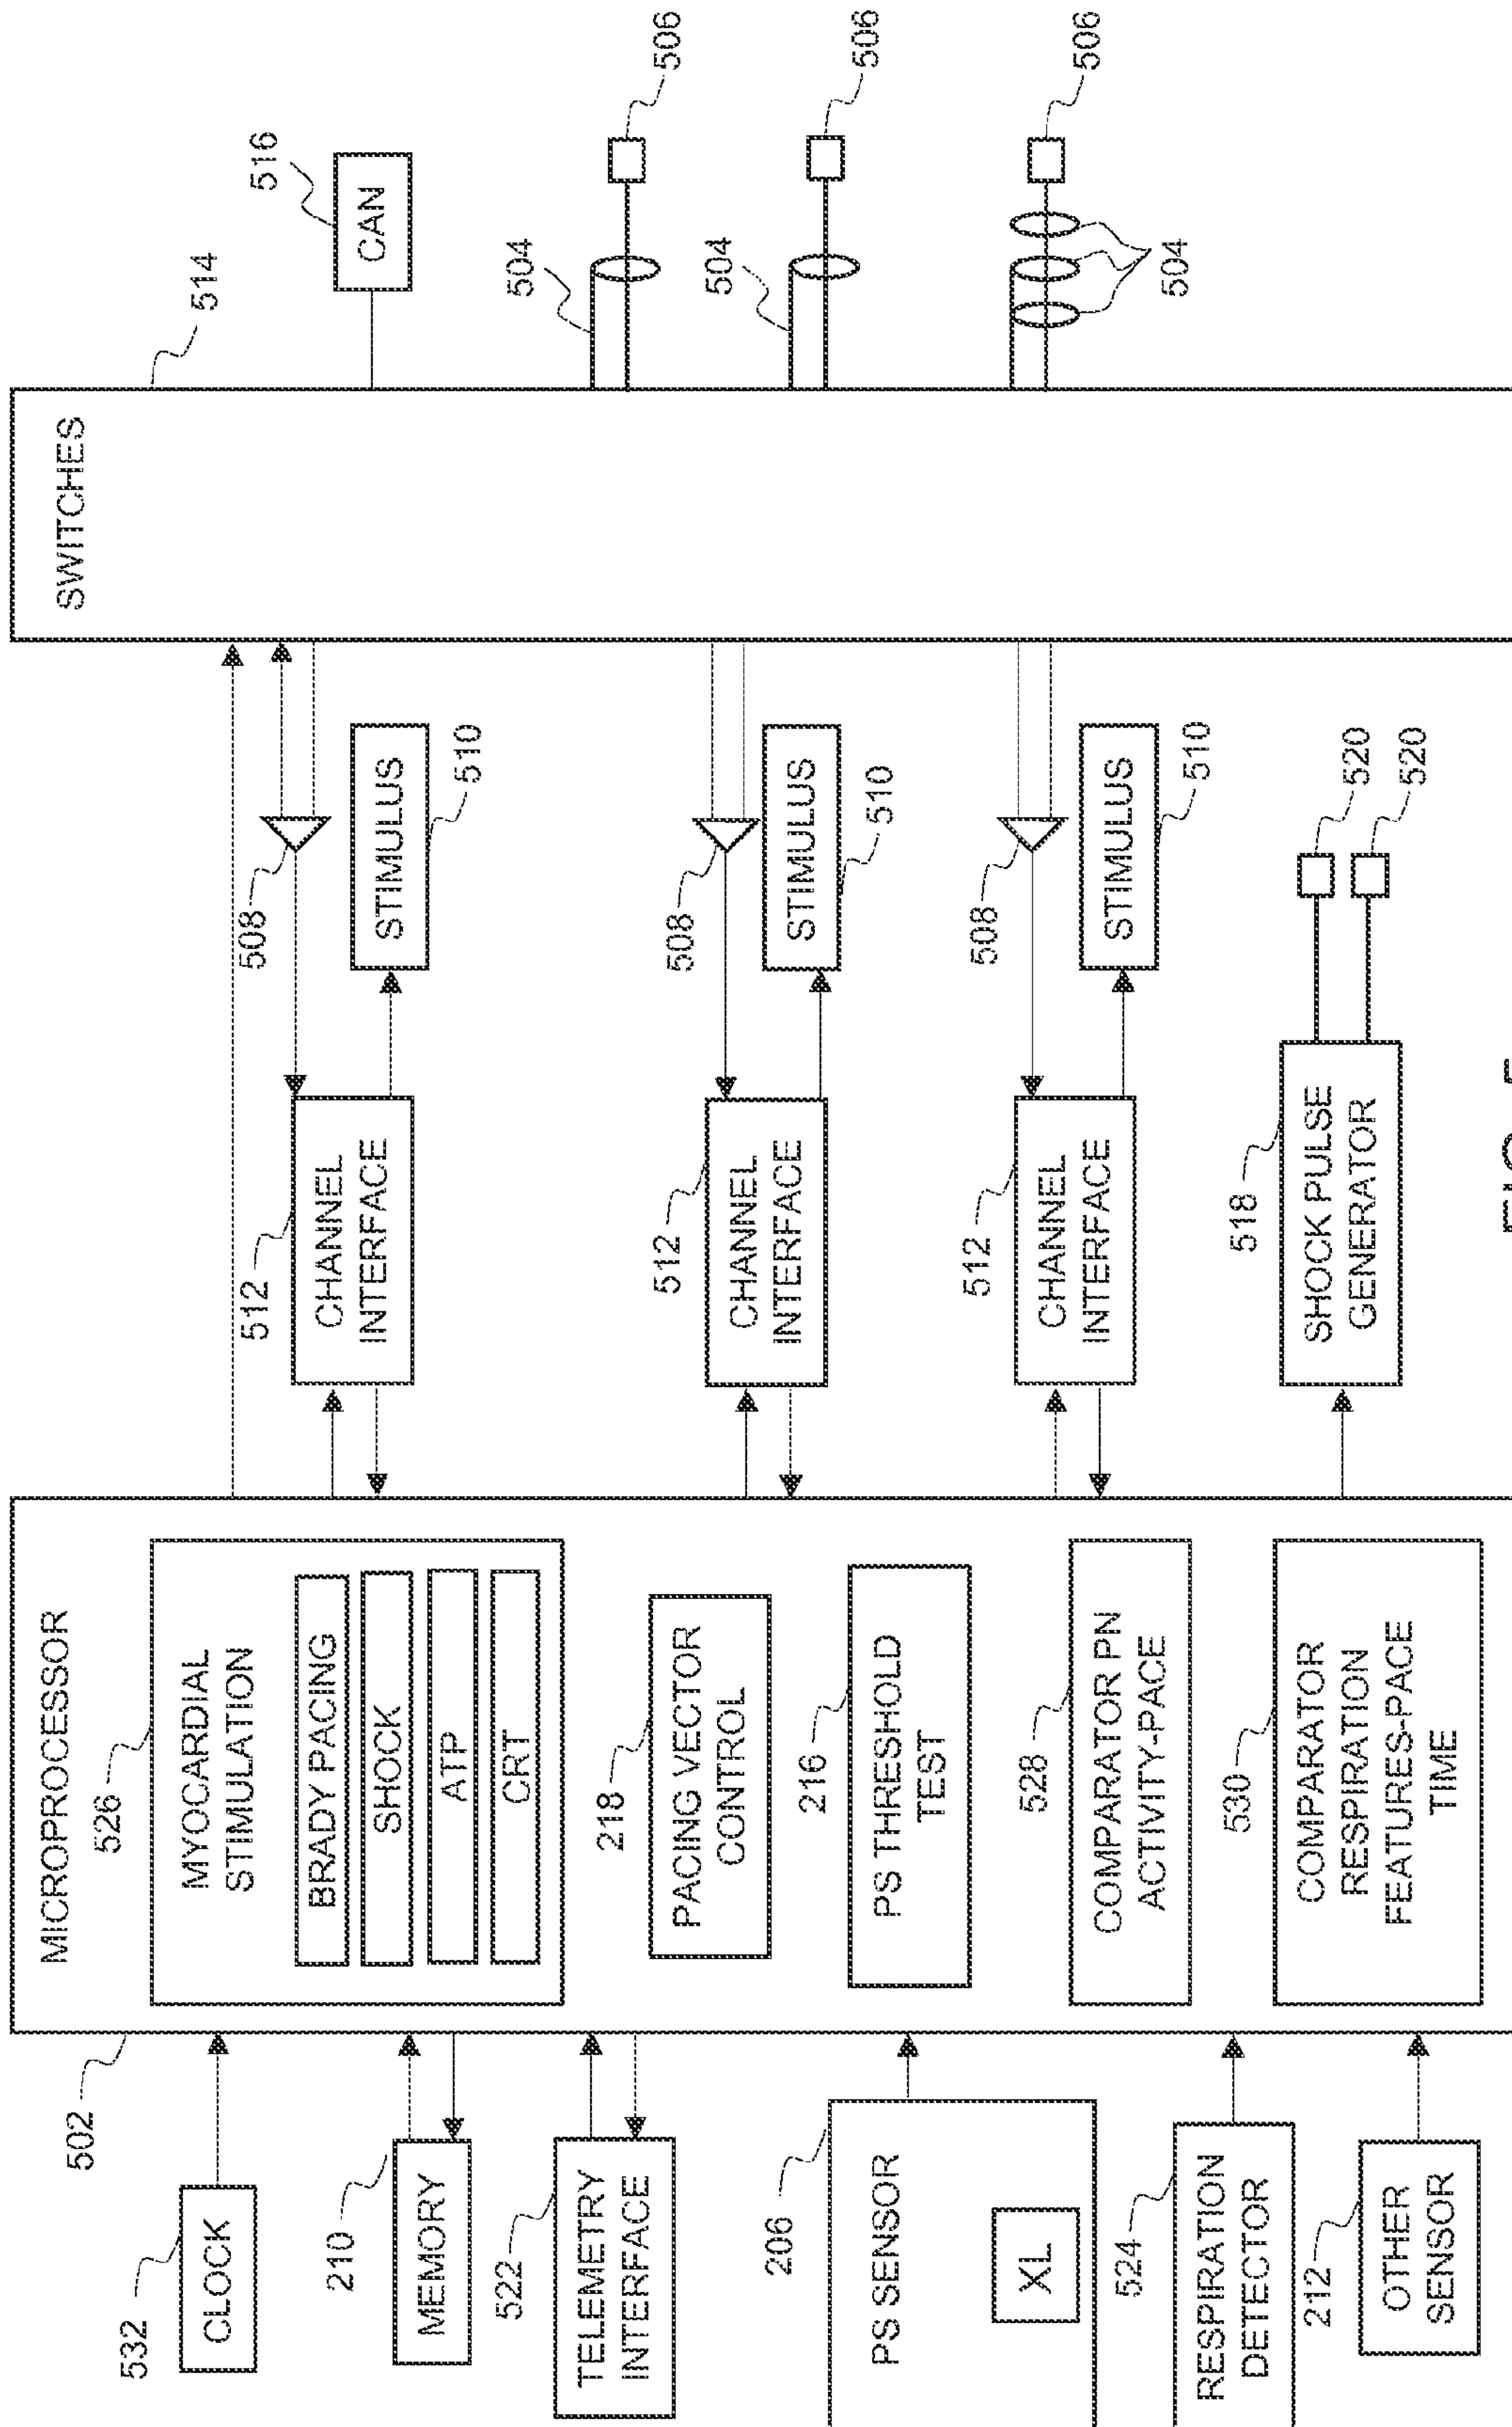 532
CLOCK
210
MEMORY
522
TELEMETRY
INTERFACE
206
PS SENSOR
XL
524
RESPIRATION
DETECTOR
212
OTHER
SENSOR
502
MICROPROCESSOR
526
MYOCARDIAL
STIMULATION
BRADY PACING
SHOCK
ATP
CRT
218
PACING VECTOR
CONTROL
216
PS THRESHOLD
TEST
528
COMPARATOR PN
ACTIVITY-PACE
530
COMPARATOR
RESPIRATION
FEATURES-PACE
TIME
512
CHANNEL
INTERFACE
508
STIMULUS
510
512
CHANNEL
INTERFACE
508
STIMULUS
510
512
CHANNEL
INTERFACE
508
STIMULUS
510
518
SHOCK PULSE
GENERATOR
520
520
SWITCHES
514
516
CAN
504
506
504
506
504
506